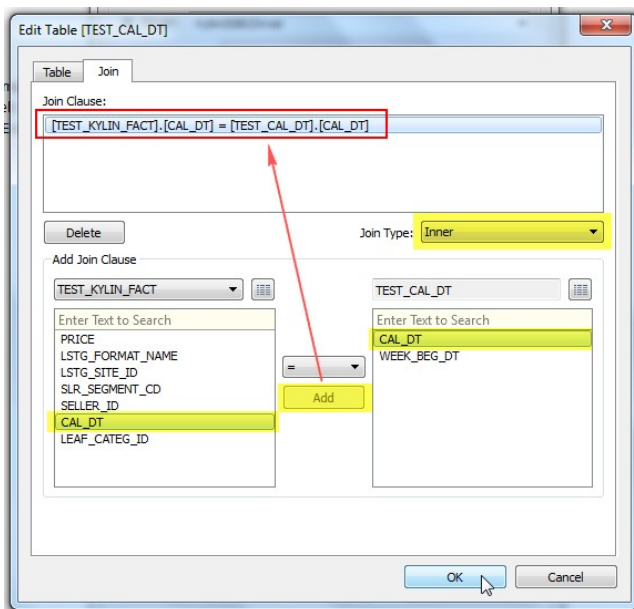 Edit Table [TEST_CAL_DT]
Table
Join
Join Clause:
[TEST_KYLIN_FACT].[CAL_DT] = [TEST_CAL_DT].[CAL_DT]
Delete
Join Type: Inner
Add Join Clause
TEST_KYLIN_FACT
TEST_CAL_DT
Enter Text to Search
PRICE
LSTG_FORMAT_NAME
LSTG_SITE_ID
SLR_SEGMENT_CD
SELLER_ID
CAL_DT
LEAF_CATEG_ID
=
Add
Enter Text to Search
CAL_DT
WEEK_BEG_DT
OK
Cancel